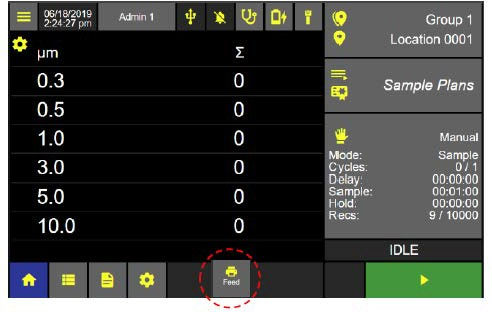 06/18/2019
2:24:27 pm
Admin 1
Group 1
Location 0001
µm Σ
0.3 0
0.5 0
1.0 0
3.0 0
5.0 0
10.0 0
Sample Plans
Manual
Mode: Sample
Cycles: 0 / 1
Delay: 00:00:00
Sample: 00:01:00
Hold: 00:00:00
Recs: 9 / 10000
IDLE
Feed